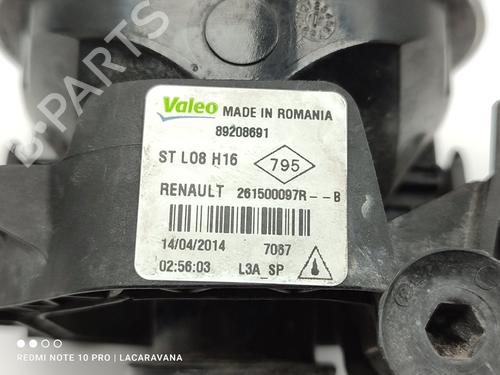 B-PARTS
Valeo MADE IN ROMANIA
89208691
ST L08 H16 795
RENAULT 261500097R--B
14/04/2014 7067
02:56:03 L3A_SP
REDMI NOTE 10 PRO | LACARAVANA